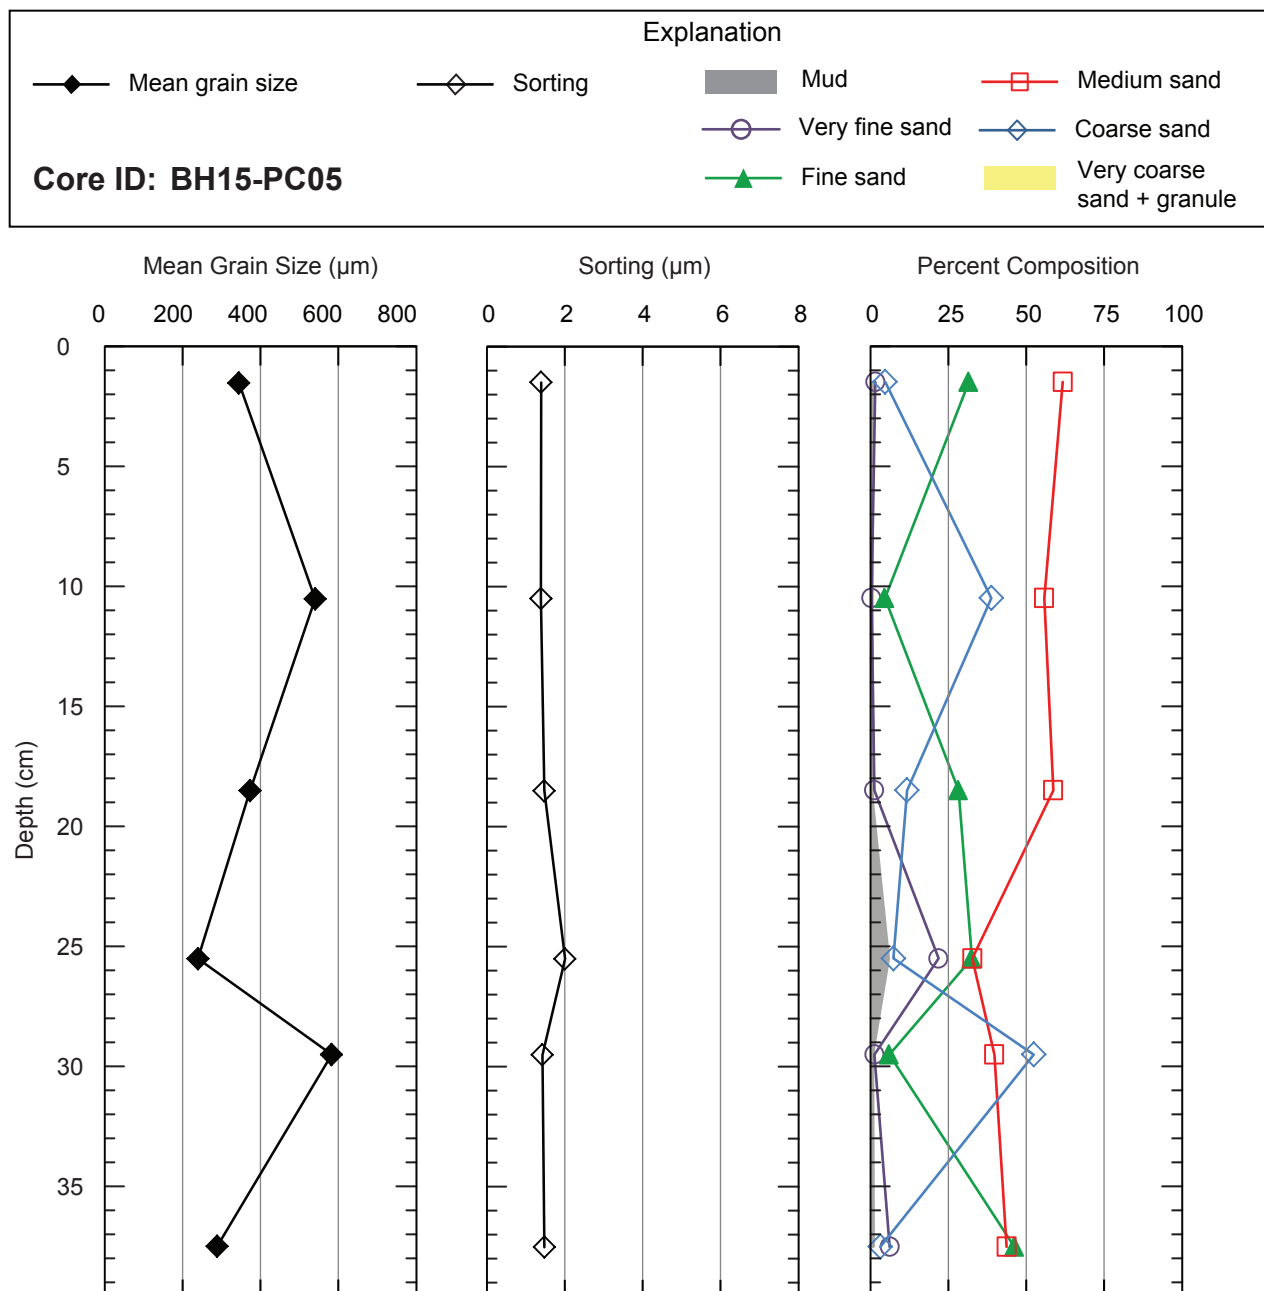 Explanation
Mean grain size
Sorting
Mud
Medium sand
Very fine sand
Coarse sand
Core ID: BH15-PC05
Fine sand
Very coarse
sand + granule
Mean Grain Size (µm)
Sorting (µm)
Percent Composition
0 200 400 600 800
0 2 4 6 8
0 25 50 75 100
0
5
10
15
Depth (cm)
20
25
30
35